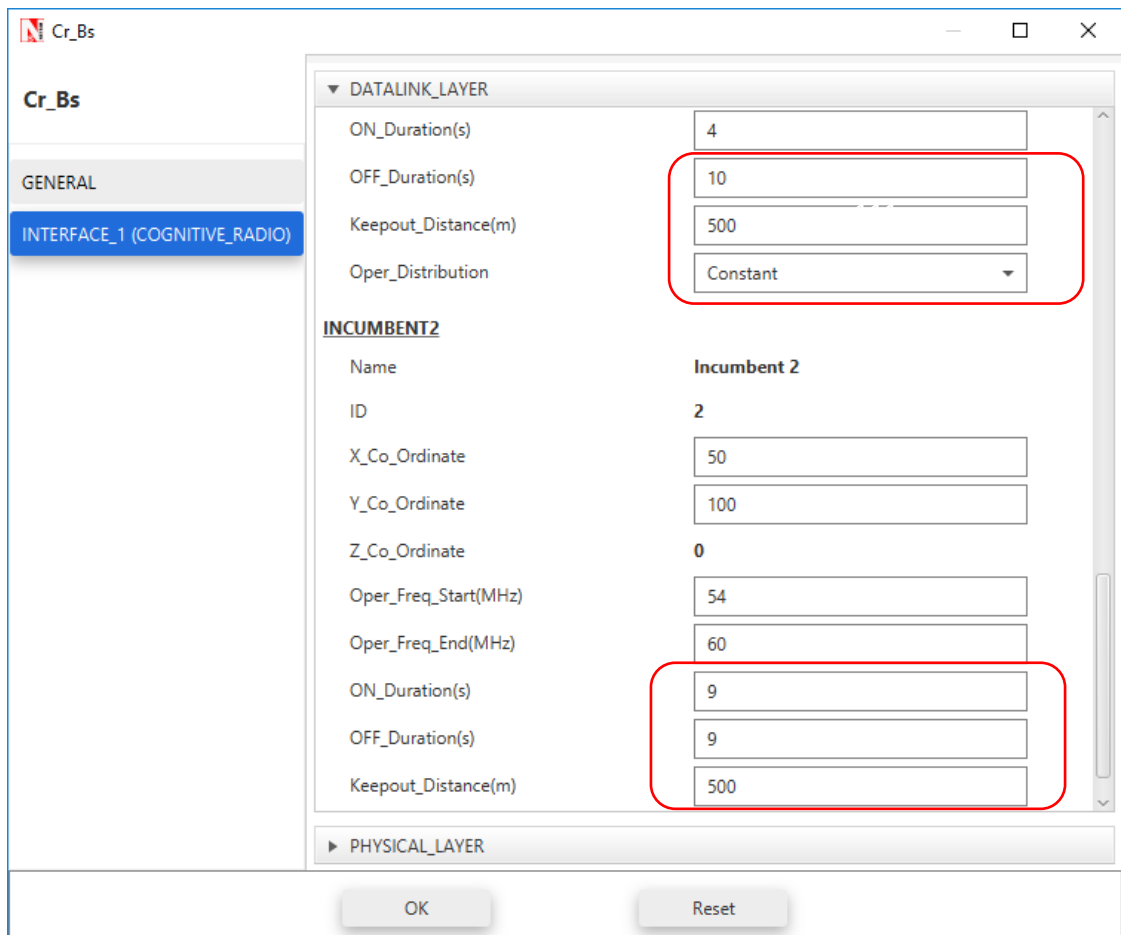 Cr_Bs
Cr_Bs
GENERAL
INTERFACE_1 (COGNITIVE_RADIO)
DATALINK_LAYER
ON_Duration(s) 4
OFF_Duration(s) 10
Keepout_Distance(m) 500
Oper_Distribution Constant
INCUMBENT2
Name Incumbent 2
ID 2
X_Co_Ordinate 50
Y_Co_Ordinate 100
Z_Co_Ordinate 0
Oper_Freq_Start(MHz) 54
Oper_Freq_End(MHz) 60
ON_Duration(s) 9
OFF_Duration(s) 9
Keepout_Distance(m) 500
PHYSICAL_LAYER
OK Reset